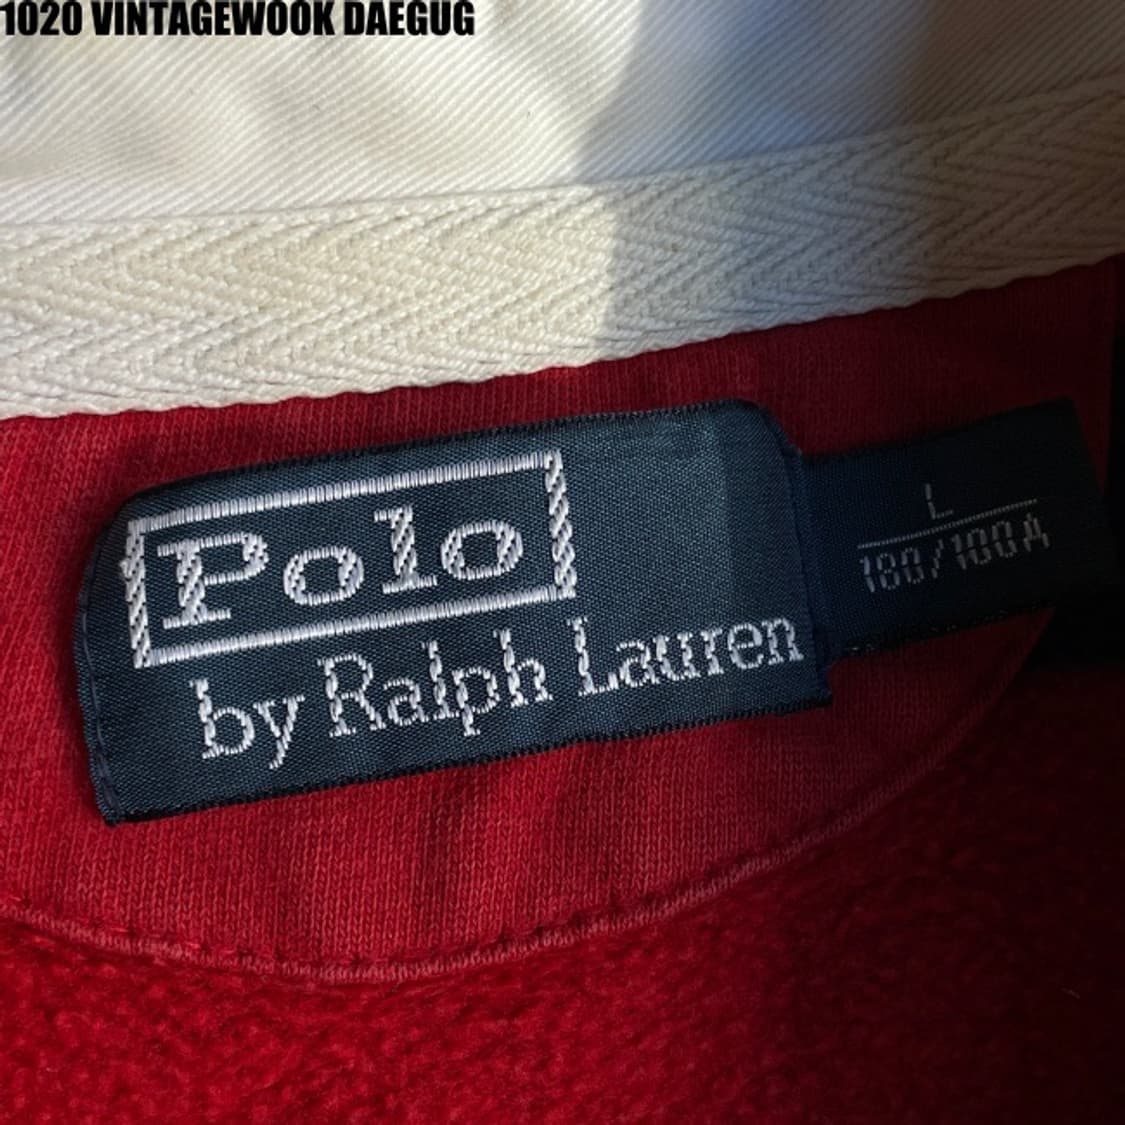 1020 VINTAGEWOOK DAEGUG
Polo
by Ralph Lauren
L
180/100A